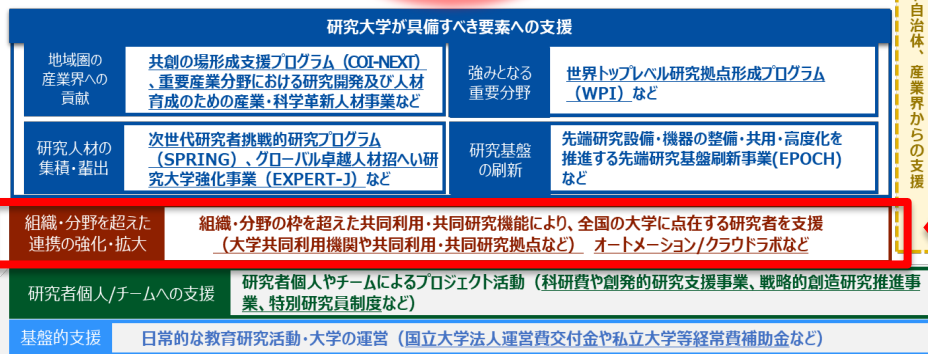 研究大学が具備すべき要素への支援
地域圏の
産業界への
貢献
共創の場形成支援プログラム（COI-NEXT）
、重要産業分野における研究開発及び人材
育成のための産業・科学革新人材事業など
強みとなる
重要分野
世界トップレベル研究拠点形成プログラム
（WPI）など
研究人材の
集積・輩出
次世代研究者挑戦的研究プログラム
（SPRING）、グローバル卓越人材招へい研
究大学強化事業（EXPERT-J）など
研究基盤
の刷新
先端研究設備・機器の整備・共用・高度化を
推進する先端研究基盤刷新事業(EPOCH)
など
組織・分野を超えた
連携の強化・拡大
組織・分野の枠を超えた共同利用・共同研究機能により、全国の大学に点在する研究者を支援
（大学共同利用機関や共同利用・共同研究拠点など） オートメーション/クラウドラボなど
研究者個人/チームへの支援
研究者個人やチームによるプロジェクト活動（科研費や創発的研究支援事業、戦略的創造研究推進事
業、特別研究員制度など）
基盤的支援
日常的な教育研究活動・大学の運営（国立大学法人運営費交付金や私立大学等経常費補助金など）
自治体、産業界からの支援